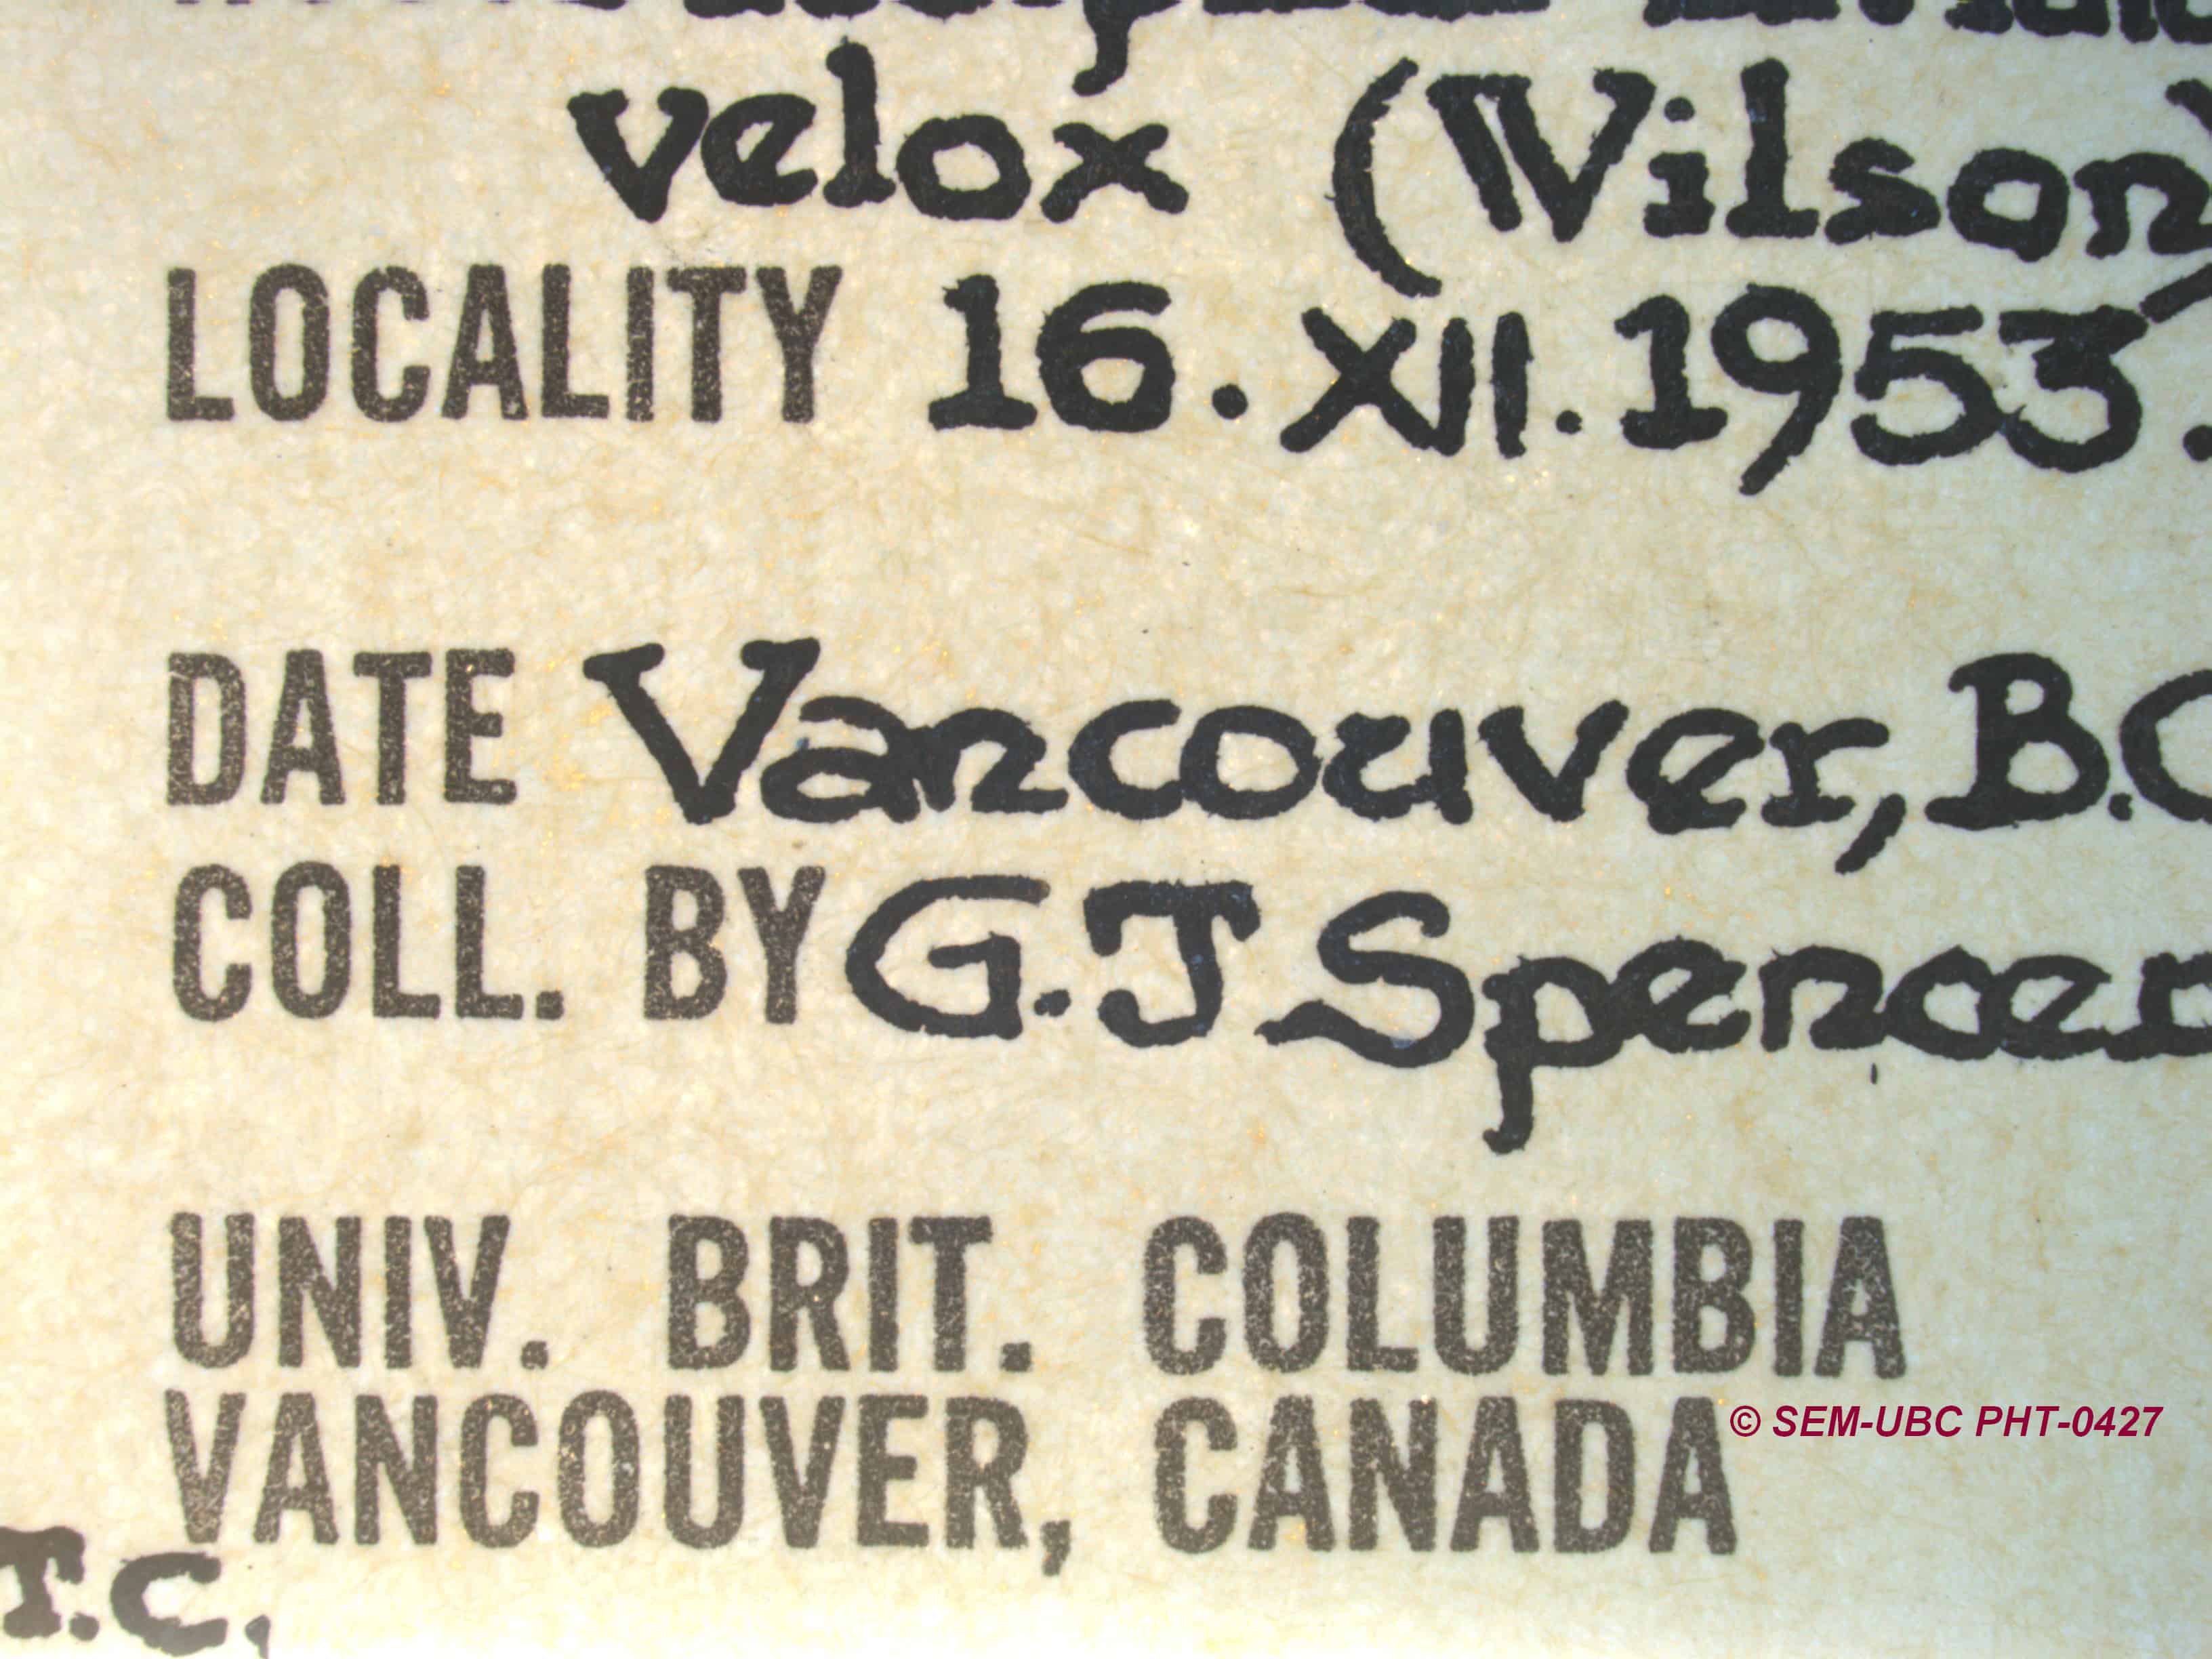 velox (Wilson)
LOCALITY 16.XII.1953.
DATE Vancouver, B.C
COLL. BY G.J Spencer
UNIV. BRIT. COLUMBIA
VANCOUVER, CANADA
© SEM-UBC PHT-0427
T.C.